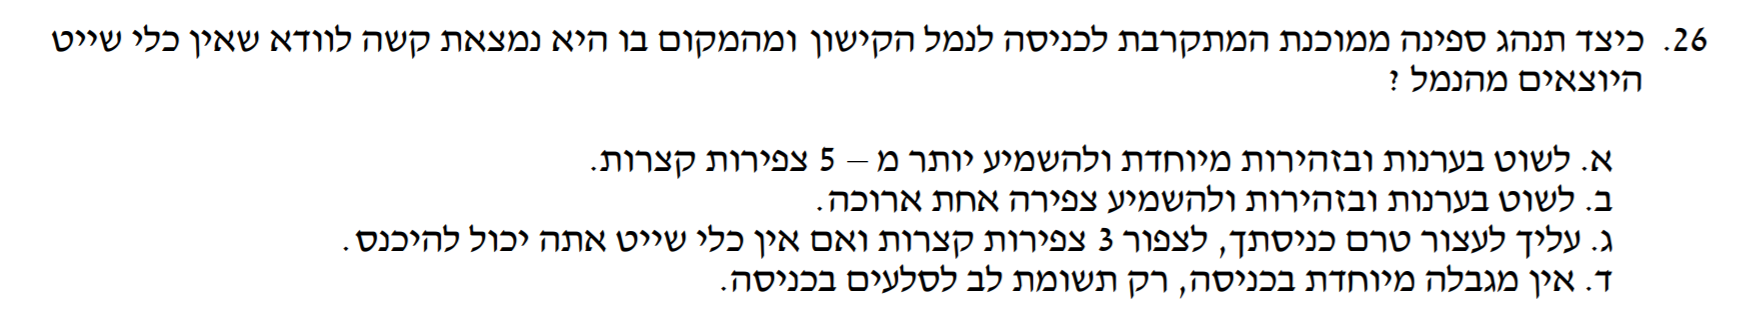 26. כיצד תנהג ספינה ממוכנת המתקרבת לכניסה לנמל הקישון ומהמקום בו היא נמצאת קשה לוודא שאין כלי שייט
היוצאים מהנמל ?
א. לשוט בערנות ובזהירות מיוחדת ולהשמיע יותר מ – 5 צפירות קצרות.
ב. לשוט בערנות ובזהירות ולהשמיע צפירה אחת ארוכה.
ג. עליך לעצור טרם כניסתך, לצפור 3 צפירות קצרות ואם אין כלי שייט אתה יכול להיכנס.
ד. אין מגבלה מיוחדת בכניסה, רק תשומת לב לסלעים בכניסה.